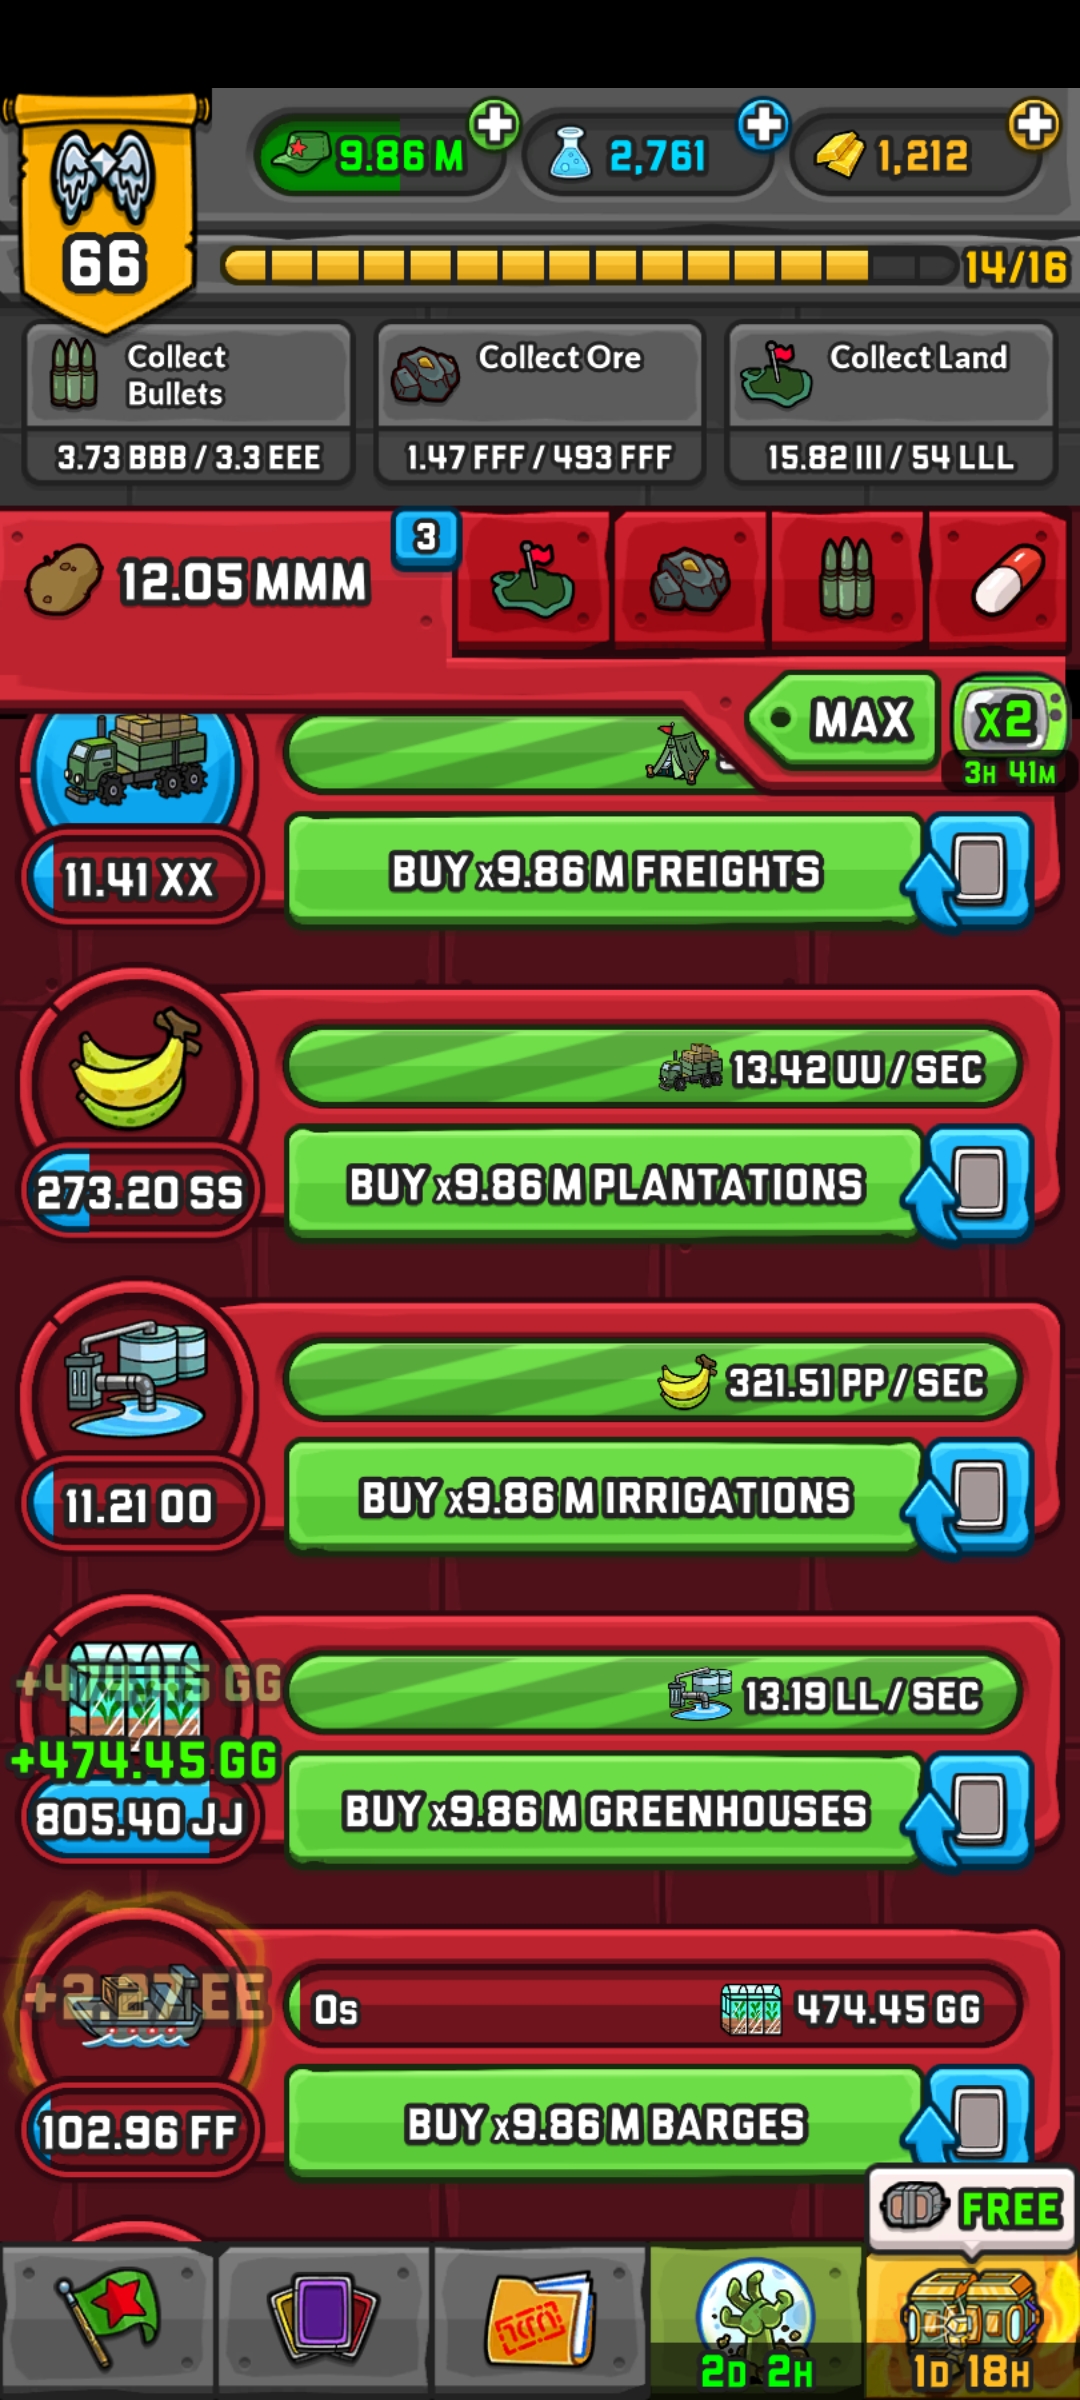 9.86 M
2,761
1,212
66
14/16
Collect
Bullets
3.73 BBB / 3.3 EEE
Collect Ore
1.47 FFF / 493 FFF
Collect Land
15.82 III / 54 LLL
12.05 MMM
3
MAX
x2
3H 41M
11.41 XX
BUY x9.86 M FREIGHTS
13.42 UU / SEC
273.20 SS
BUY x9.86 M PLANTATIONS
321.51 PP / SEC
11.21 OO
BUY x9.86 M IRRIGATIONS
+474.45 GG
13.19 LL / SEC
+474.45 GG
805.40 JJ
BUY x9.86 M GREENHOUSES
+2.27 EE
0s
474.45 GG
102.96 FF
BUY x9.86 M BARGES
FREE
2D 2H
1D 18H